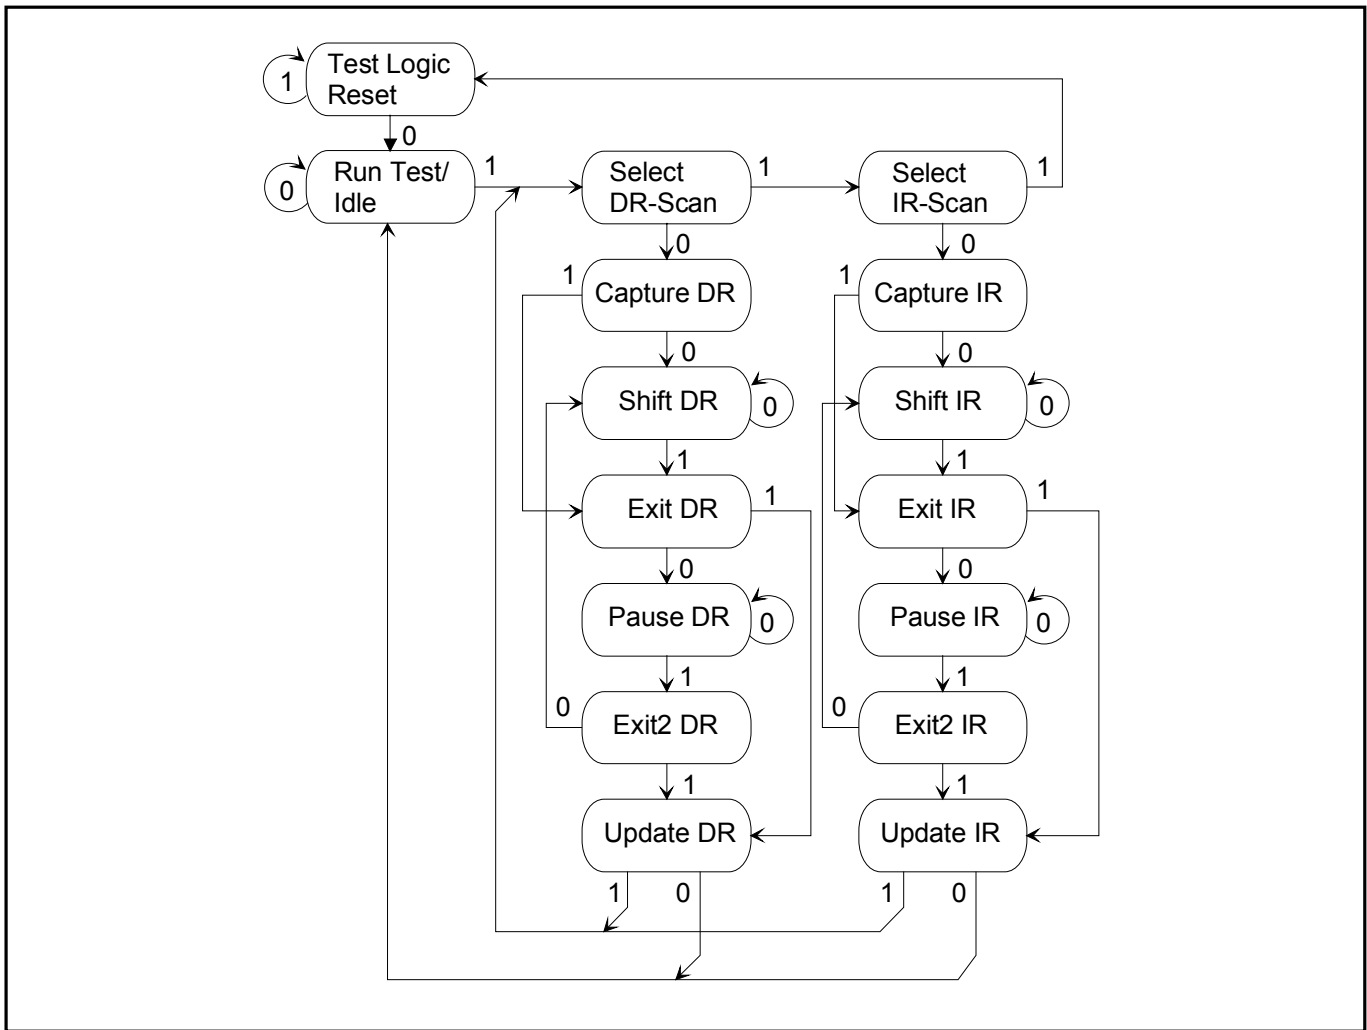 Test Logic
Reset
1
0
Run Test/
Idle
0
1
Select
DR-Scan
1
Select
IR-Scan
1
0
0
1
Capture DR
1
Capture IR
0
0
Shift DR
0
Shift IR
0
1
1
Exit DR
1
Exit IR
1
0
0
Pause DR
0
Pause IR
0
1
1
0
Exit2 DR
0
Exit2 IR
1
1
Update DR
Update IR
1
0
1
0